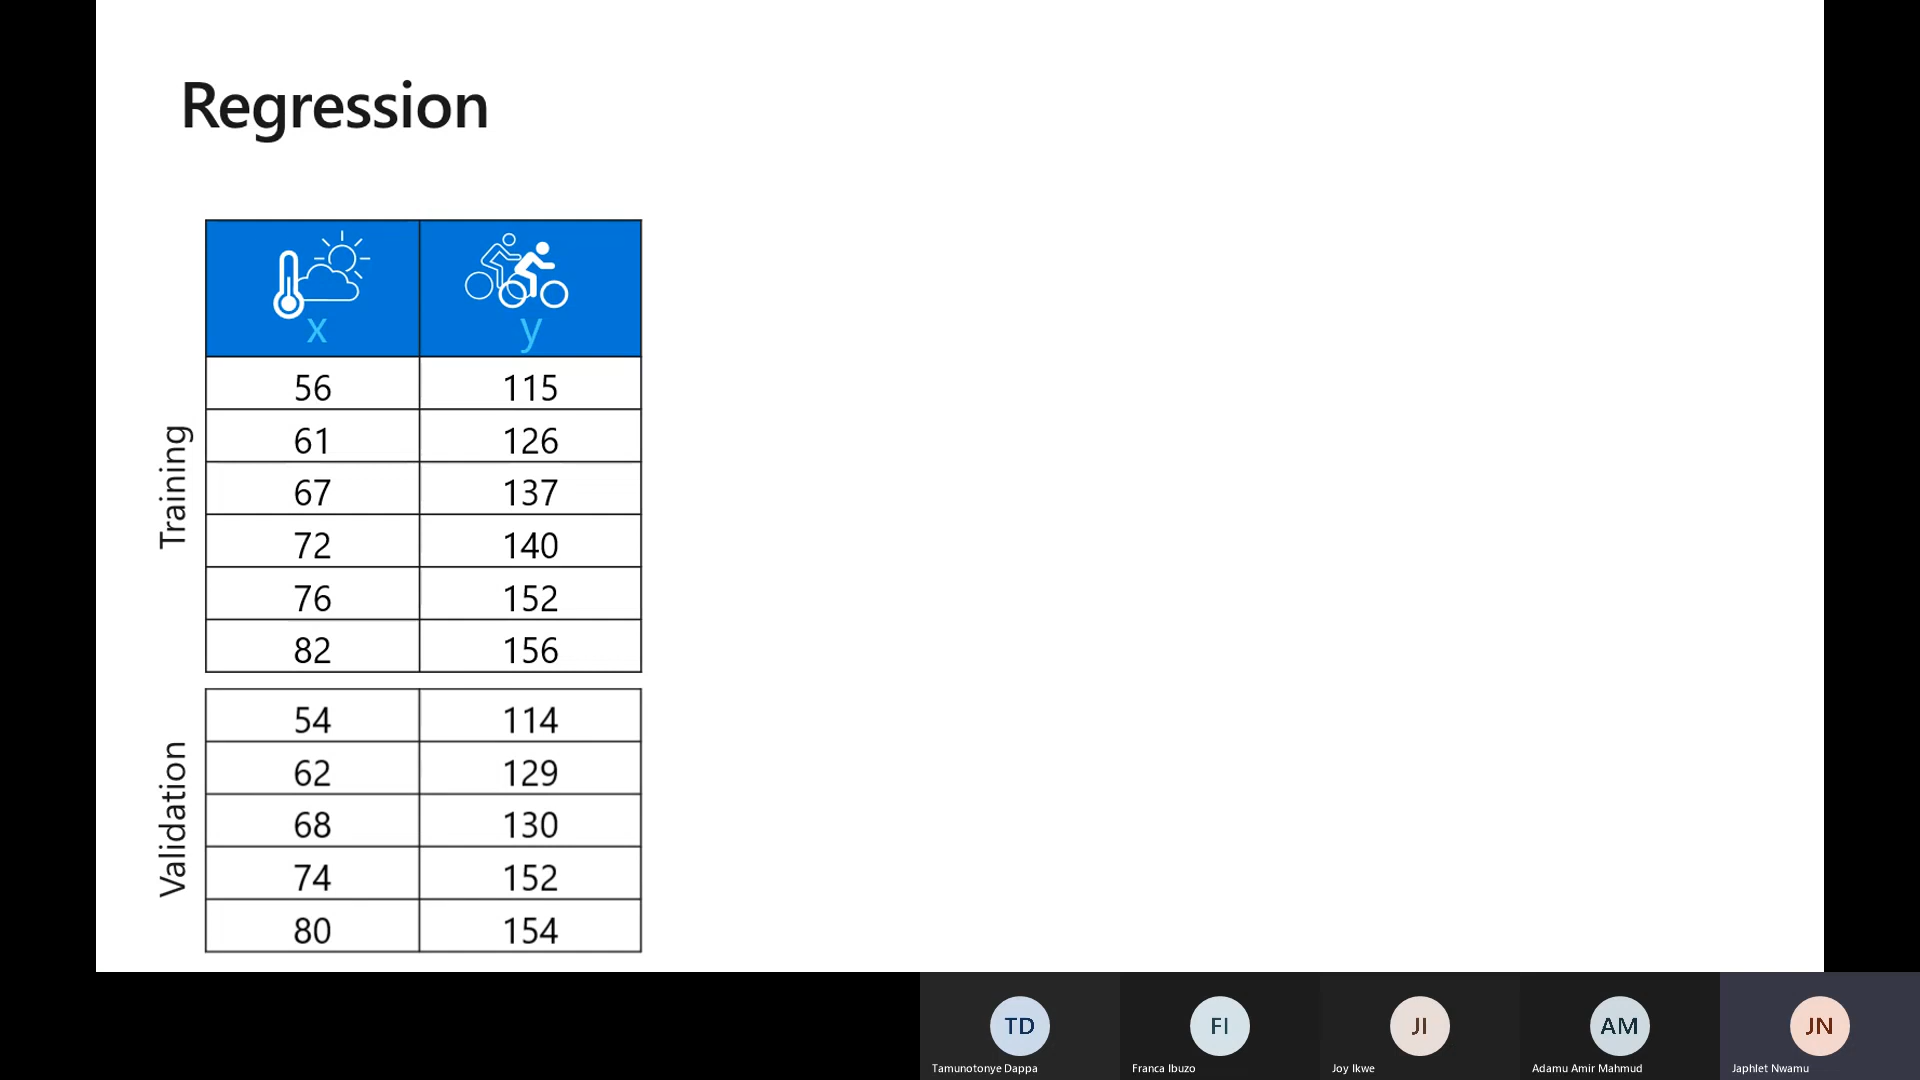 Regression
x y
Training
56 115
61 126
67 137
72 140
76 152
82 156
Validation
54 114
62 129
68 130
74 152
80 154
TD FI JI AM JN
Tamunotonye Dappa Franca Ibuzo Joy Ikwe Adamu Amir Mahmud Japhlet Nwamu